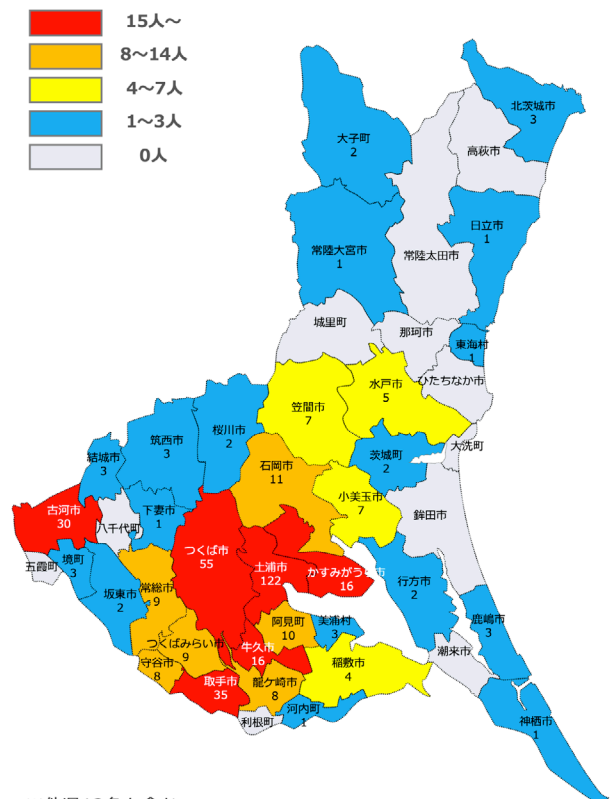 15人～
8～14人
4～7人
1～3人
0人
北茨城市
3
大子町
2
高萩市
日立市
1
常陸大宮市
1
常陸太田市
城里町
那珂市
東海村
1
ひたちなか市
水戸市
5
笠間市
7
大洗町
茨城町
2
桜川市
2
筑西市
3
結城市
3
石岡市
11
小美玉市
7
鉾田市
古河市
30
八千代町
下妻市
1
つくば市
55
土浦市
122
かすみがうら市
16
五霞町
境町
3
坂東市
2
常総市
9
行方市
2
阿見町
10
美浦村
3
鹿嶋市
3
つくばみらい市
9
牛久市
16
潮来市
守谷市
8
取手市
35
龍ケ崎市
8
稲敷市
4
利根町
河内町
1
神栖市
1